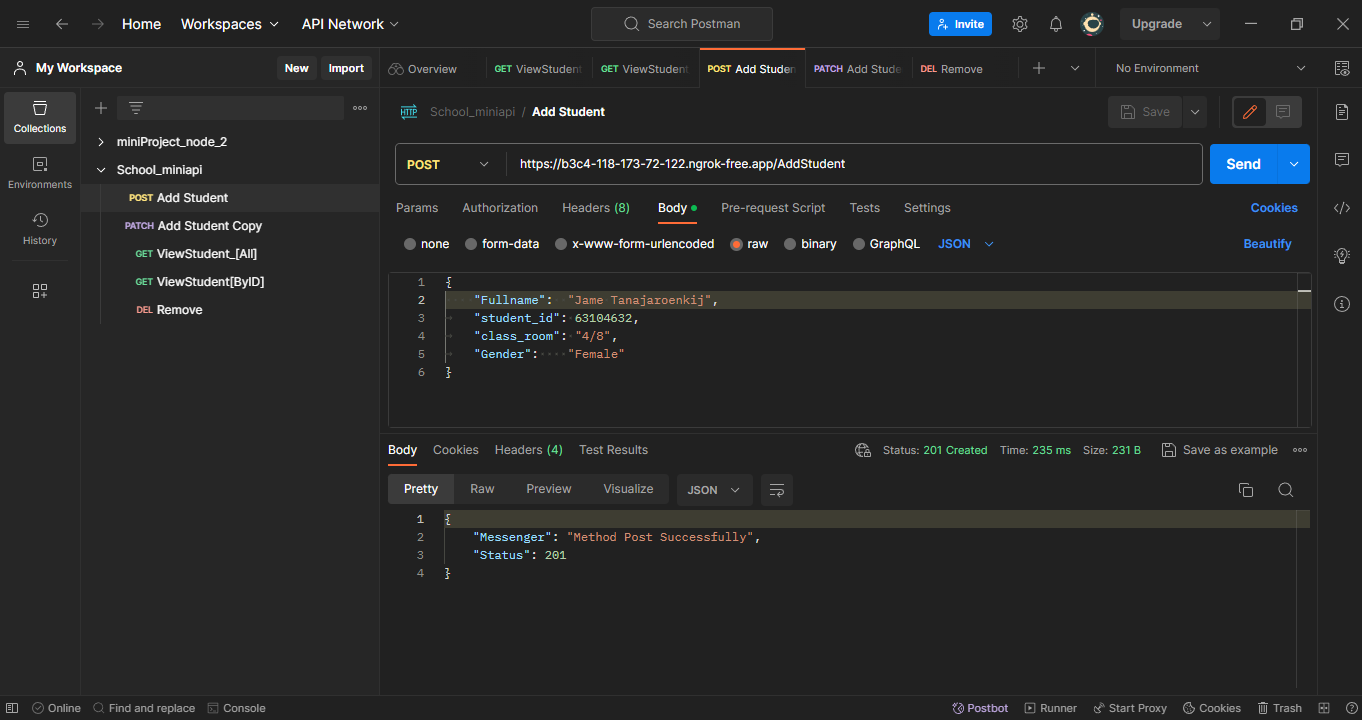 Home Workspaces API Network Search Postman Invite Upgrade
My Workspace New Import Overview GET ViewStudent GET ViewStudent POST Add Studen PATCH Add Stude DEL Remove No Environment
Collections
Environments
History
miniProject_node_2
School_miniapi
POST Add Student
PATCH Add Student Copy
GET ViewStudent_[All]
GET ViewStudent[ByID]
DEL Remove
HTTP School_miniapi / Add Student Save
POST https://b3c4-118-173-72-122.ngrok-free.app/AddStudent Send
Params Authorization Headers (8) Body Pre-request Script Tests Settings Cookies
none form-data x-www-form-urlencoded raw binary GraphQL JSON Beautify
1 {
2 "Fullname": "Jame Tanajaroenkij",
3 "student_id": 63104632,
4 "class_room": "4/8",
5 "Gender": "Female"
6 }
Body Cookies Headers (4) Test Results Status: 201 Created Time: 235 ms Size: 231 B Save as example
Pretty Raw Preview Visualize JSON
1 {
2 "Messenger": "Method Post Successfully",
3 "Status": 201
4 }
Online Find and replace Console Postbot Runner Start Proxy Cookies Trash